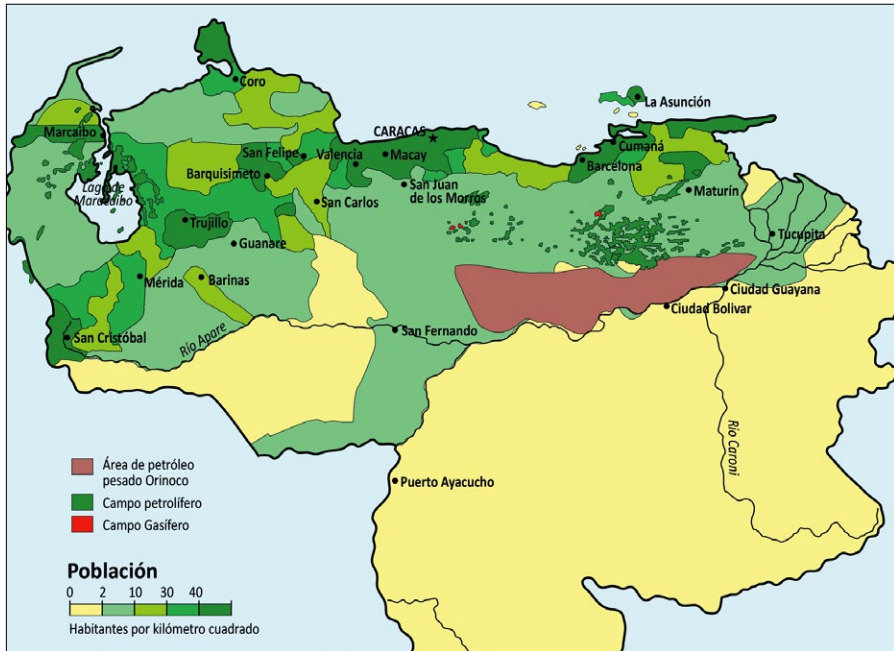 Coro
La Asunción
Marcaibo
CARACAS
Cumaná
San Felipe
Valencia
Macay
Barcelona
Barquisimeto
Lago de
Maracaibo
San Juan
de los Morros
Maturín
San Carlos
Trujillo
Tucupita
Guanare
Mérida
Barinas
Ciudad Guayana
Ciudad Bolivar
San Cristóbal
Río Apare
San Fernando
Río Caroni
Puerto Ayacucho
Área de petróleo
pesado Orinoco
Campo petrolífero
Campo Gasífero
Población
0 2 10 30 40
Habitantes por kilómetro cuadrado